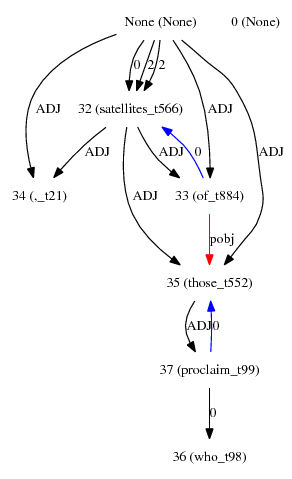 None (None) 0 (None)
0 2 2
ADJ ADJ
32 (satellites_t566)
ADJ ADJ 0 ADJ
34 (,_t21) 33 (of_t884)
ADJ
pobj
35 (those_t552)
ADJ 0
37 (proclaim_t99)
0
36 (who_t98)